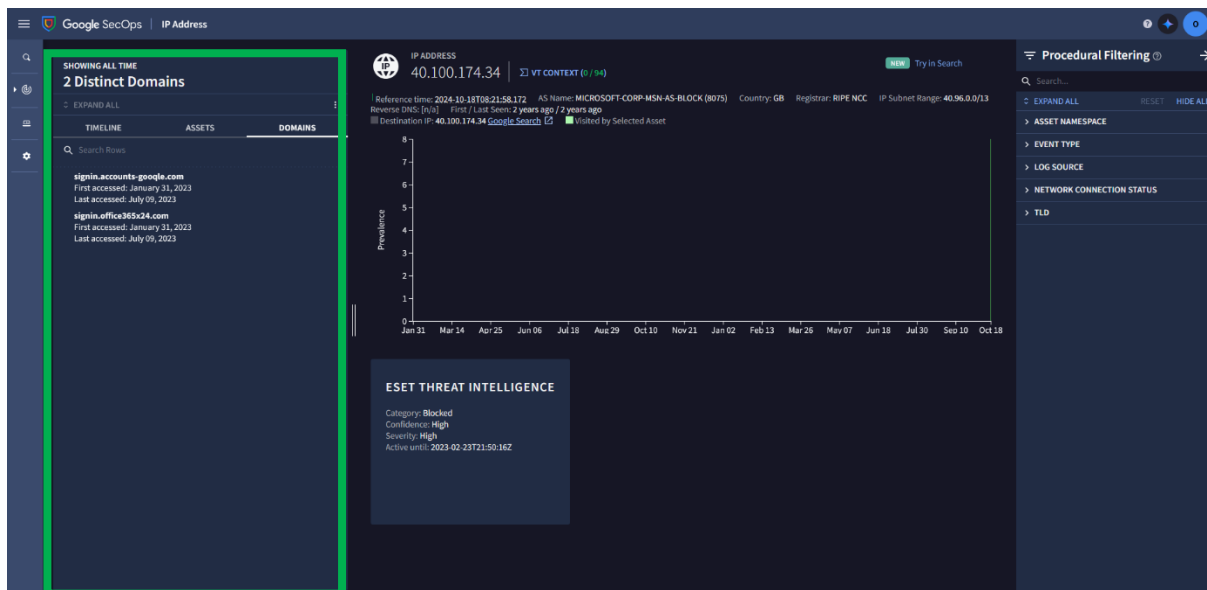 Google SecOps | IP Address
O
SHOWING ALL TIME
2 Distinct Domains
EXPAND ALL
TIMELINE ASSETS DOMAINS
Search Rows
signin.accounts-gooqle.com
First accessed: January 31, 2023
Last accessed: July 09, 2023
signin.office365x24.com
First accessed: January 31, 2023
Last accessed: July 09, 2023
IP
IP ADDRESS
40.100.174.34 VT CONTEXT (0 / 94)
NEW Try in Search
Reference time: 2024-10-18T08:21:58.172 AS Name: MICROSOFT-CORP-MSN-AS-BLOCK (8075) Country: GB Registrar: RIPE NCC IP Subnet Range: 40.96.0.0/13
Reverse DNS: [n/a] First / Last Seen: 2 years ago / 2 years ago
Destination IP: 40.100.174.34 Google Search Visited by Selected Asset
Prevalence
8
7
6
5
4
3
2
1
0
Jan 31 Mar 14 Apr 25 Jun 06 Jul 18 Aug 29 Oct 10 Nov 21 Jan 02 Feb 13 Mar 26 May 07 Jun 18 Jul 30 Sep 10 Oct 18
ESET THREAT INTELLIGENCE
Category: Blocked
Confidence: High
Severity: High
Active until: 2023-02-23T21:50:16Z
Procedural Filtering
Search...
EXPAND ALL RESET HIDE ALL
ASSET NAMESPACE
EVENT TYPE
LOG SOURCE
NETWORK CONNECTION STATUS
TLD